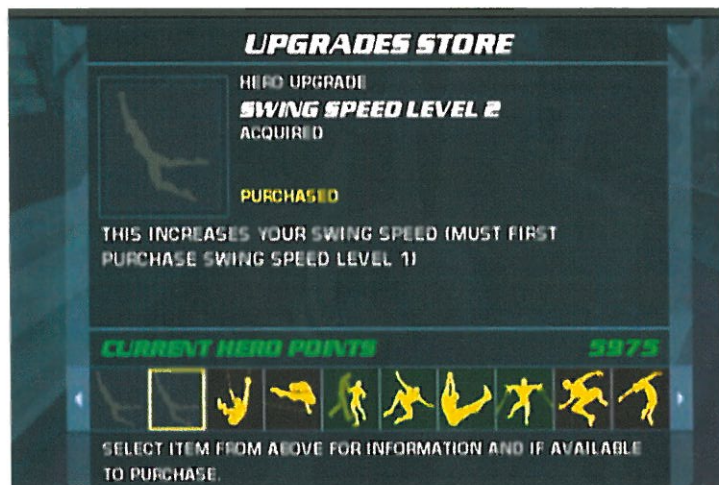 UPGRADES STORE
HERO UPGRADE
SWING SPEED LEVEL 2
ACQUIRED
PURCHASED
THIS INCREASES YOUR SWING SPEED (MUST FIRST
PURCHASE SWING SPEED LEVEL 1)
CURRENT HERO POINTS 5975
SELECT ITEM FROM ABOVE FOR INFORMATION AND IF AVAILABLE
TO PURCHASE.